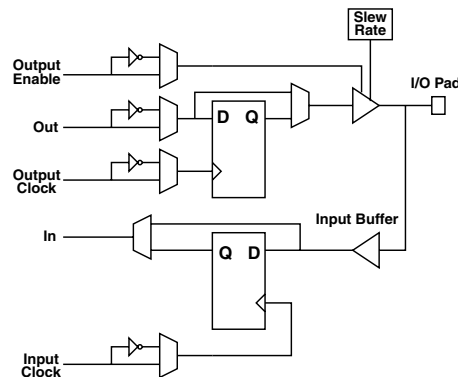 Slew
Rate
Output
Enable
I/O Pad
Out
D Q
Output
Clock
Input Buffer
In
Q D
Input
Clock